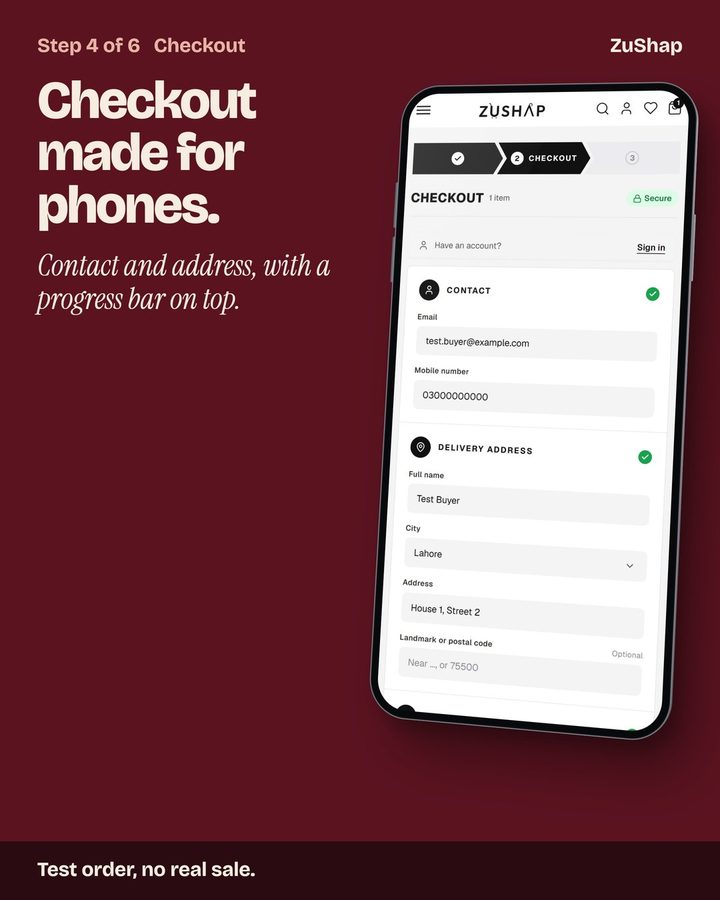 Step 4 of 6 Checkout
ZuShap
Checkout
made for
phones.
Contact and address, with a
progress bar on top.
ZUSHAP
1
2 CHECKOUT
3
CHECKOUT 1 item
Secure
Have an account?
Sign in
CONTACT
Email
test.buyer@example.com
Mobile number
03000000000
DELIVERY ADDRESS
Full name
Test Buyer
City
Lahore
Address
House 1, Street 2
Landmark or postal code
Optional
Near ..., or 75500
Test order, no real sale.